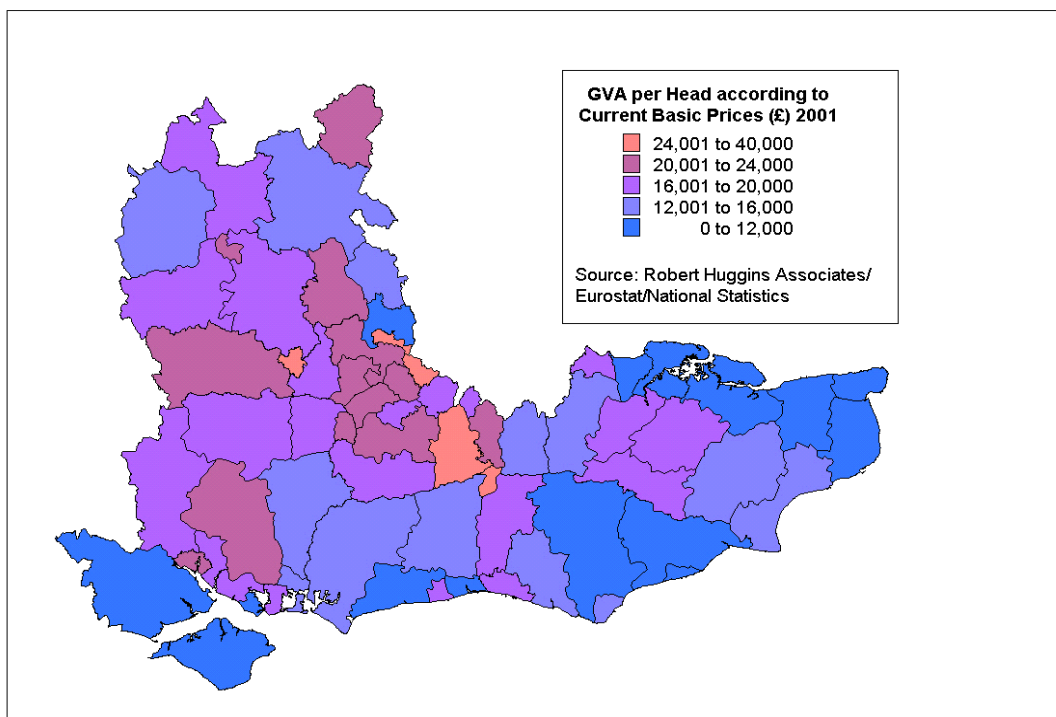 GVA per Head according to
Current Basic Prices (£) 2001
24,001 to 40,000
20,001 to 24,000
16,001 to 20,000
12,001 to 16,000
0 to 12,000
Source: Robert Huggins Associates/
Eurostat/National Statistics